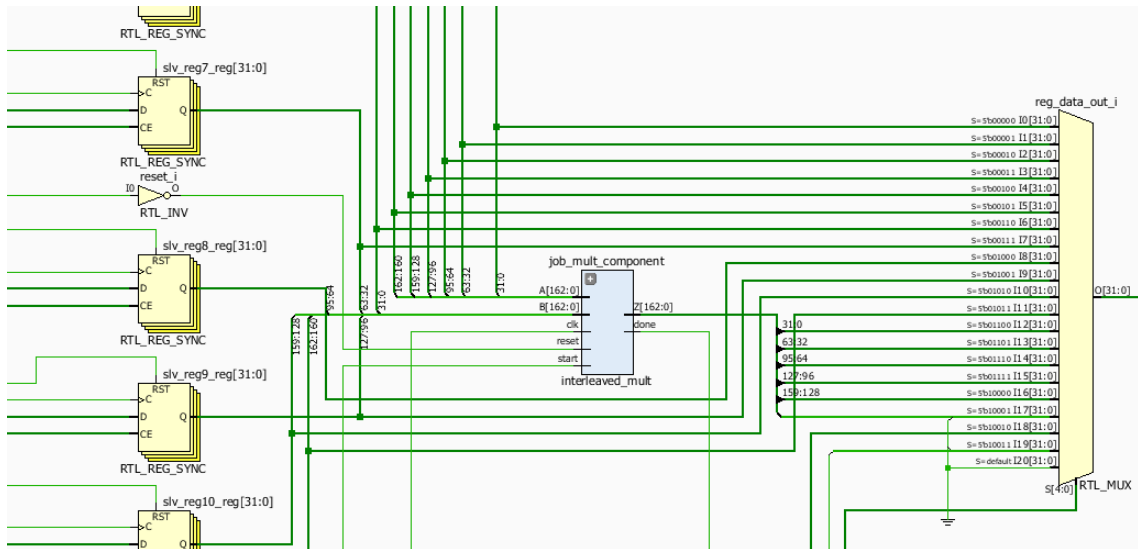 RTL_REG_SYNC
slv_reg7_reg[31:0]
RST
C
D
Q
CE
RTL_REG_SYNC
reset_i
I0
O
RTL_INV
slv_reg8_reg[31:0]
RST
C
D
Q
CE
RTL_REG_SYNC
slv_reg9_reg[31:0]
RST
C
D
Q
CE
RTL_REG_SYNC
slv_reg10_reg[31:0]
RST
C
D
Q
95:64
159:128
162:160
63:32
127:96
31:0
162:160
159:128
127:96
95:64
63:32
31:0
job_mult_component
A[162:0]
B[162:0]
clk
reset
start
Z[162:0]
done
interleaved_mult
31:0
63:32
95:64
127:96
159:128
reg_data_out_i
S=5'b00000 I0[31:0]
S=5'b00001 I1[31:0]
S=5'b00010 I2[31:0]
S=5'b00011 I3[31:0]
S=5'b00100 I4[31:0]
S=5'b00101 I5[31:0]
S=5'b00110 I6[31:0]
S=5'b00111 I7[31:0]
S=5'b01000 I8[31:0]
S=5'b01001 I9[31:0]
S=5'b01010 I10[31:0]
S=5'b01011 I11[31:0]
S=5'b01100 I12[31:0]
S=5'b01101 I13[31:0]
S=5'b01110 I14[31:0]
S=5'b01111 I15[31:0]
S=5'b10000 I16[31:0]
S=5'b10001 I17[31:0]
S=5'b10010 I18[31:0]
S=5'b10011 I19[31:0]
S=default I20[31:0]
O[31:0]
S[4:0]
RTL_MUX